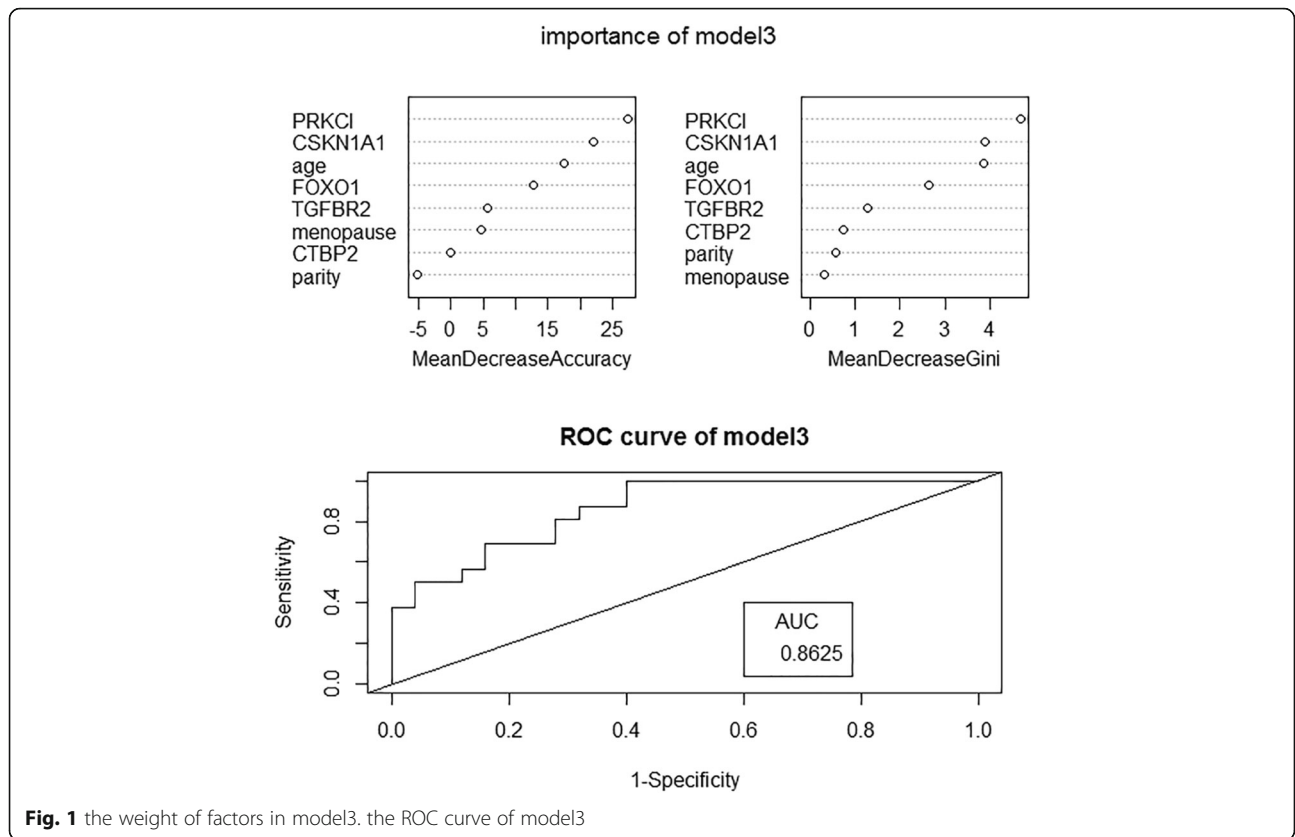 importance of model3
PRKCI
CSKN1A1
age
FOXO1
TGFBR2
menopause
CTBP2
parity
-5 0 5 15 25
MeanDecreaseAccuracy
PRKCI
CSKN1A1
age
FOXO1
TGFBR2
CTBP2
parity
menopause
0 1 2 3 4
MeanDecreaseGini
ROC curve of model3
Sensitivity
0.8
0.4
0.0
AUC
0.8625
0.0 0.2 0.4 0.6 0.8 1.0
1-Specificity
Fig. 1 the weight of factors in model3. the ROC curve of model3